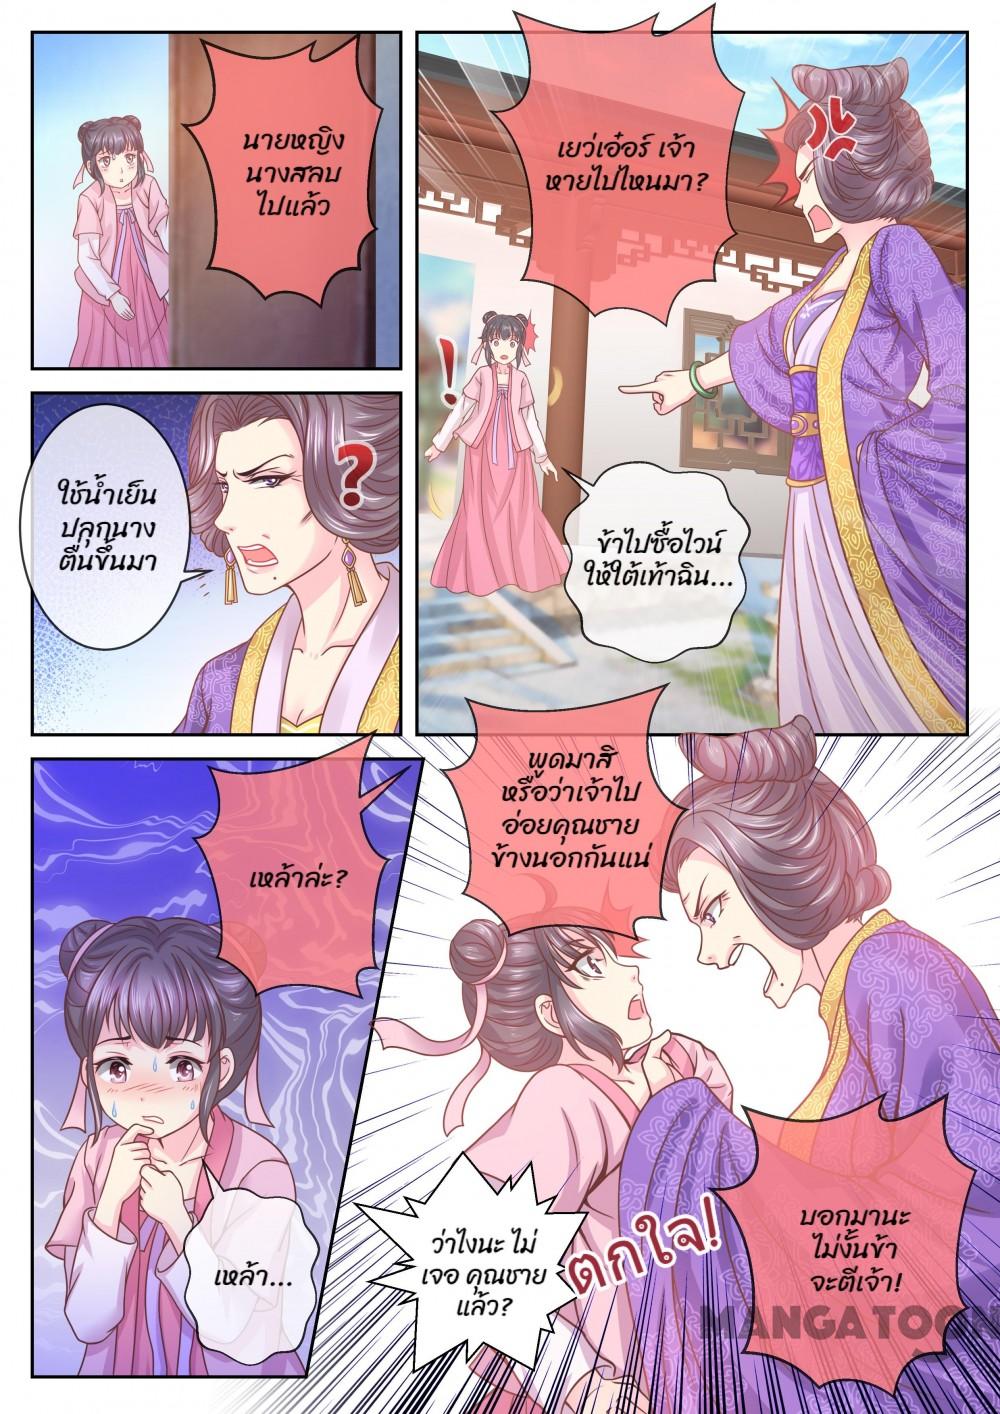 นายหญิง
นางสลบ
ไปแล้ว
ใช้น้ำเย็น
ปลุกนาง
ตื่นขึ้นมา
เยว่เอ๋อร์ เจ้า
หายไปไหนมา?
!
?
ข้าไปซื้อไวน์
ให้ใต้เท้าฉิน...
เหล้าล่ะ?
เหล้า...
พูดมาสิ
หรือว่าเจ้าไป
อ่อยคุณชาย
ข้างนอกกันแน่
ว่าไงนะ ไม่
เจอ คุณชาย
แล้ว?
ตกใจ!
บอกมานะ
ไม่งั้นข้า
จะตีเจ้า!
MANGATOON